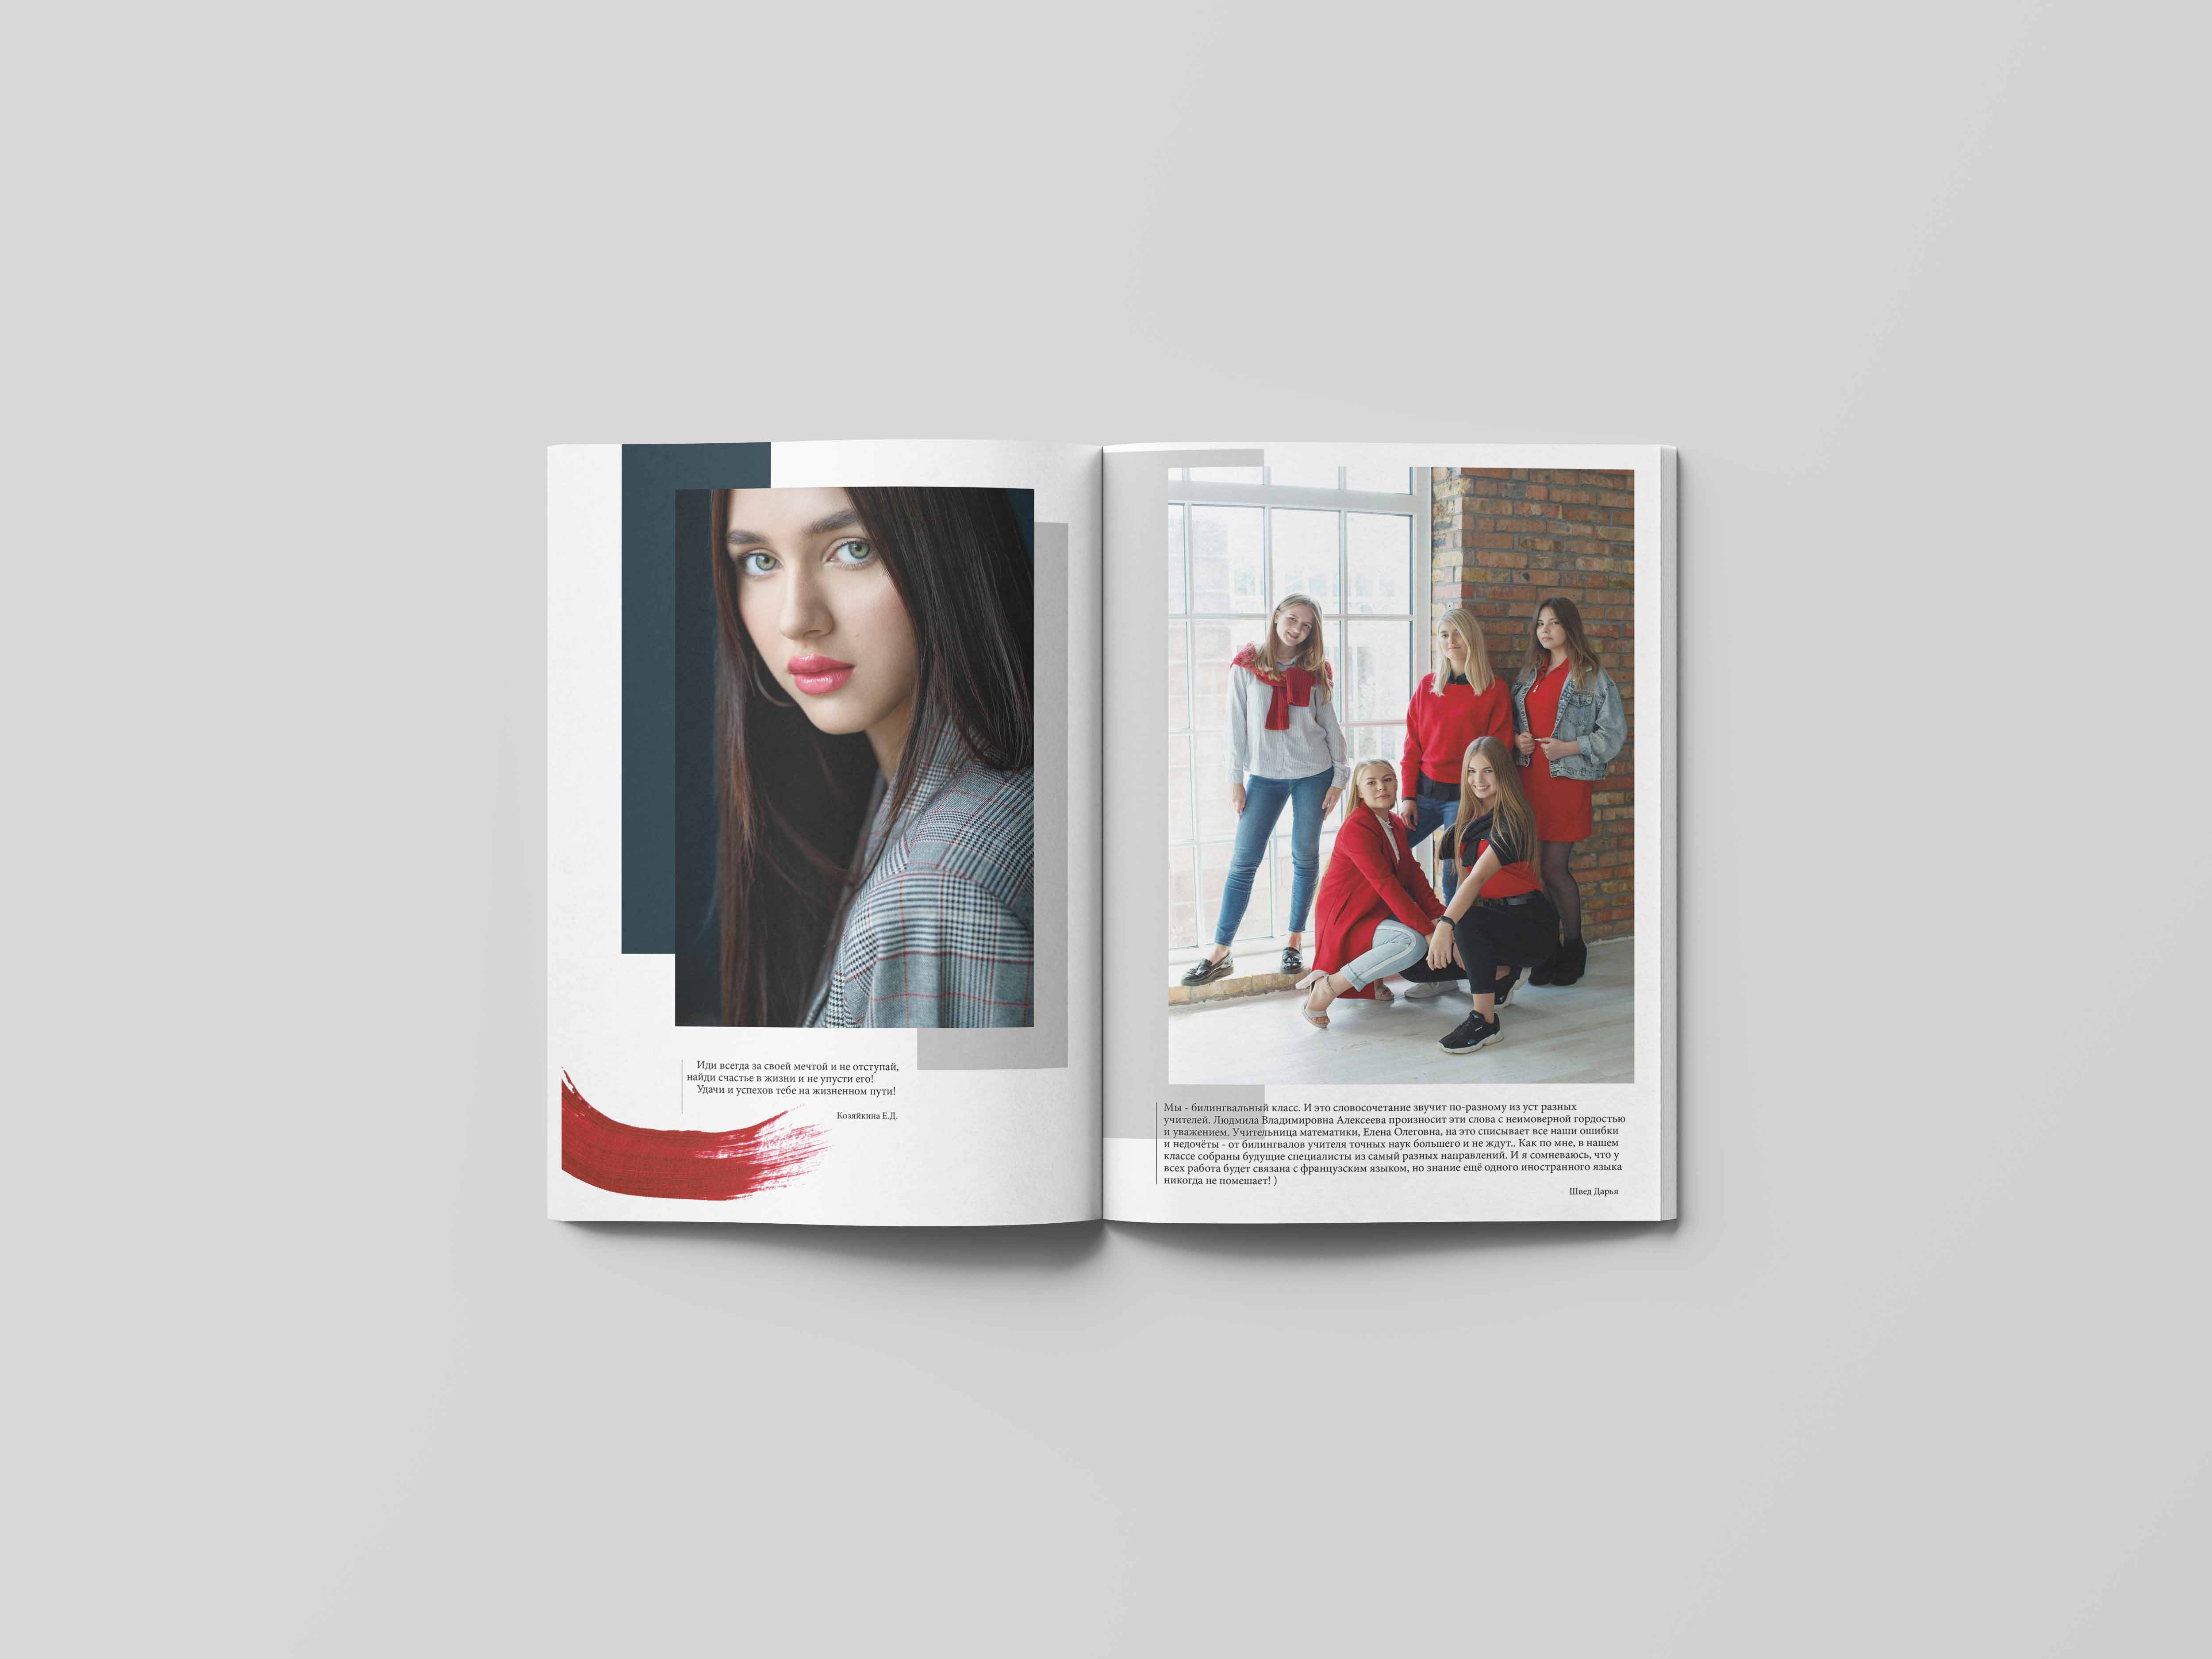 Иди всегда за своей мечтой и не отступай,
найди счастье в жизни и не упусти его!
Удачи и успехов тебе на жизненном пути!
Козяйкина Е.Д.
Мы - билингвальный класс. И это словосочетание звучит по-разному из уст разных
учителей. Людмила Владимировна Алексеева произносит эти слова с неимоверной гордостью
и уважением. Учительница математики, Елена Олеговна, на это списывает все наши ошибки
и недочёты - от билингвалов учителя точных наук большего и не ждут.. Как по мне, в нашем
классе собраны будущие специалисты из самый разных направлений. И я сомневаюсь, что у
всех работа будет связана с французским языком, но знание ещё одного иностранного языка
никогда не помешает! )
Швед Дарья